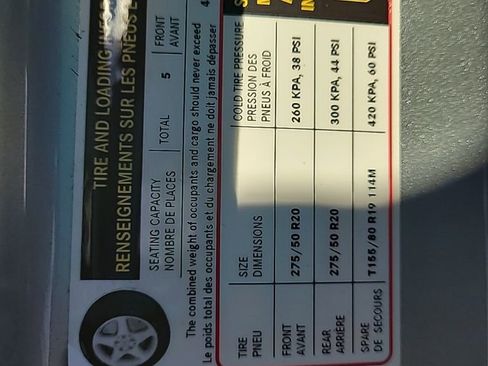 TIRE AND LOADING
RENSEIGNEMENTS SUR LES PNEUS E
SEATING CAPACITY
NOMBRE DE PLACES
TOTAL 5
FRONT
AVANT
The combined weight of occupants and cargo should never exceed 4
Le poids total des occupants et du chargement ne doit jamais dépasser
TIRE SIZE COLD TIRE PRESSURE
PNEU DIMENSIONS PRESSION DES
PNEUS À FROID
FRONT
AVANT 275/50 R20 260 KPA, 38 PSI
REAR
ARRIÈRE 275/50 R20 300 KPA, 44 PSI
SPARE
DE SECOURS T155/80 R19 114M 420 KPA, 60 PSI